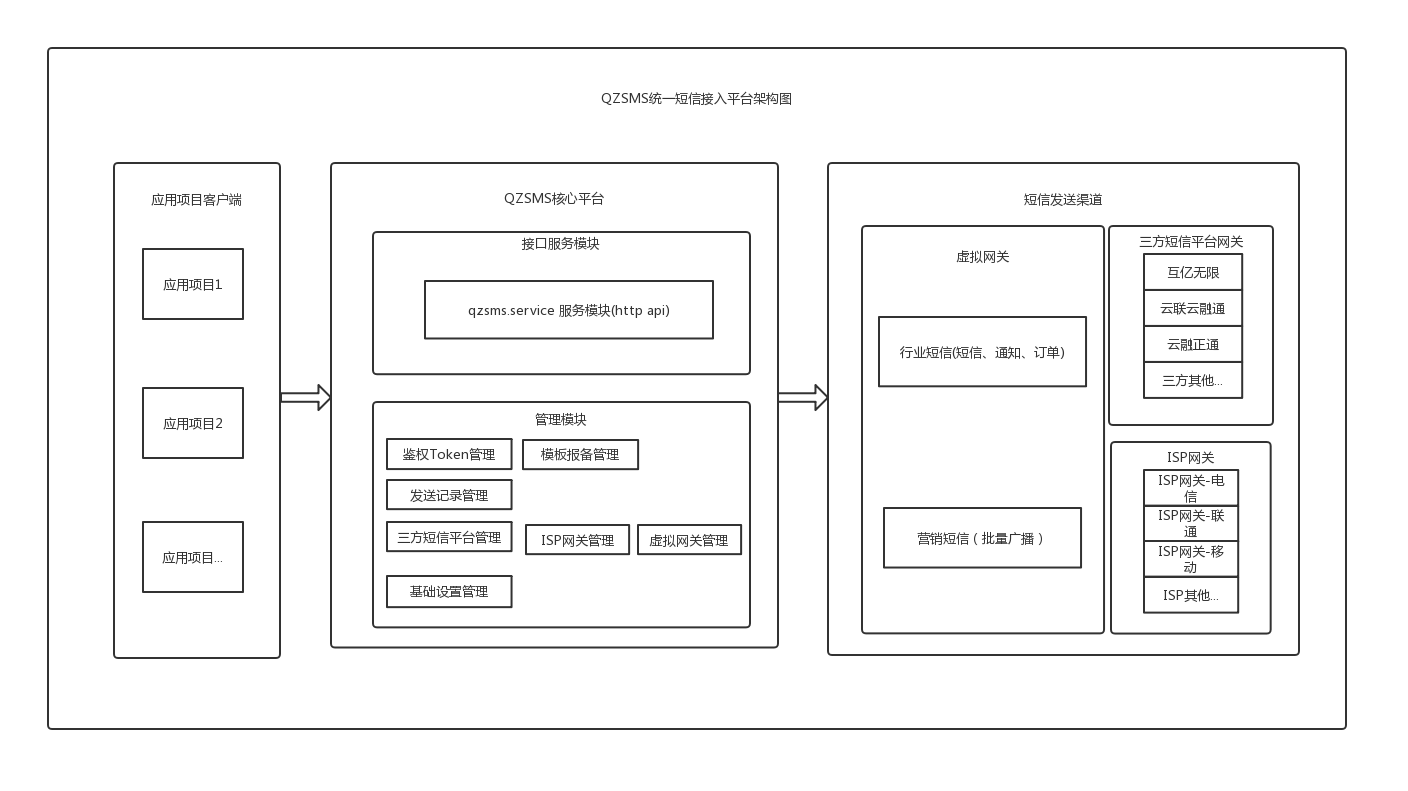 QZSMS统一短信接入平台架构图
应用项目客户端
应用项目1
应用项目2
应用项目...
QZSMS核心平台
接口服务模块
qzsms.service 服务模块(http api)
管理模块
鉴权Token管理
模板报备管理
发送记录管理
三方短信平台管理
ISP网关管理
虚拟网关管理
基础设置管理
短信发送渠道
虚拟网关
行业短信(短信、通知、订单)
营销短信（批量广播）
三方短信平台网关
互亿无限
云联云融通
云融正通
三方其他...
ISP网关
ISP网关-电
信
ISP网关-联
通
ISP网关-移
动
ISP其他...